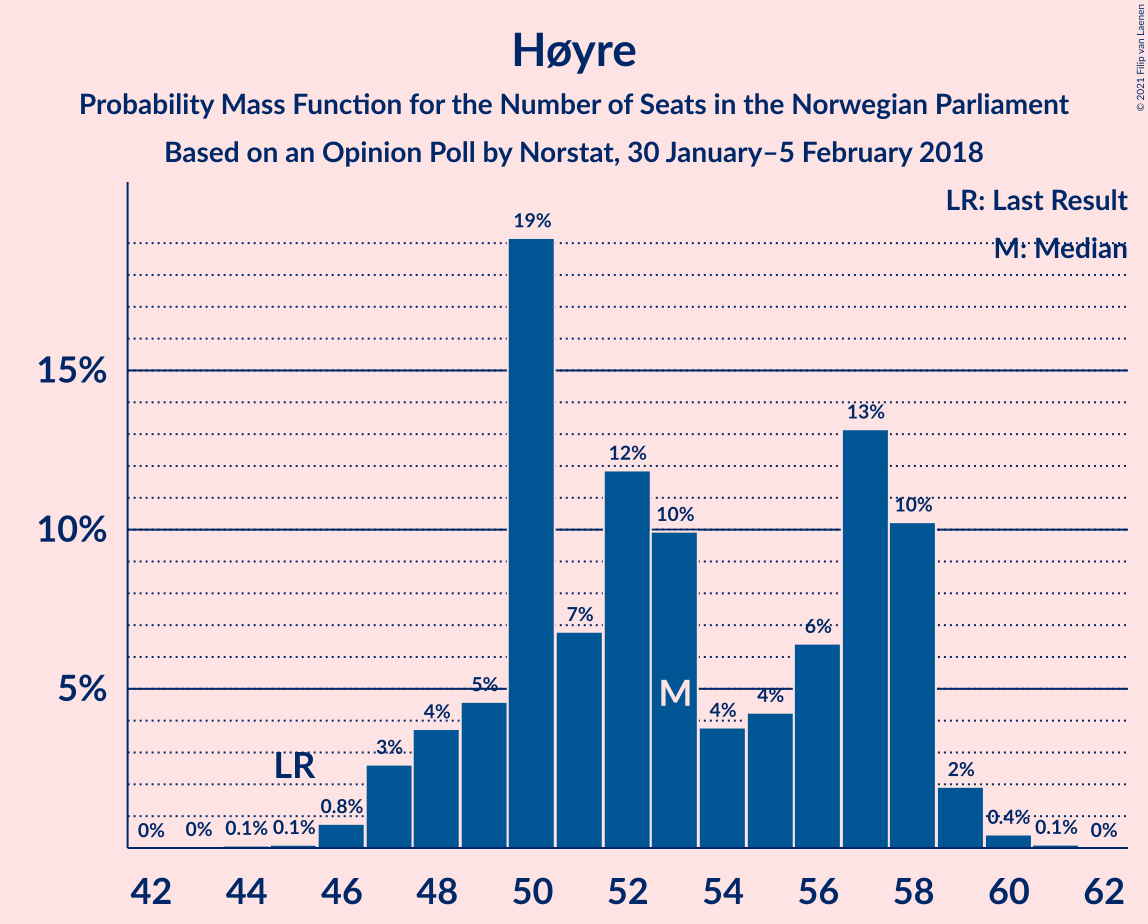 Høyre
Probability Mass Function for the Number of Seats in the Norwegian Parliament
Based on an Opinion Poll by Norstat, 30 January–5 February 2018
© 2021 Filip van Laenen
LR: Last Result
M: Median
19%
15%
13%
12%
10%
10%
10%
7%
6%
5%
5%
4%
4%
4%
M
3%
LR
2%
0%
0%
0.1%
0.1%
0.8%
0.4%
0.1%
0%
42 44 46 48 50 52 54 56 58 60 62